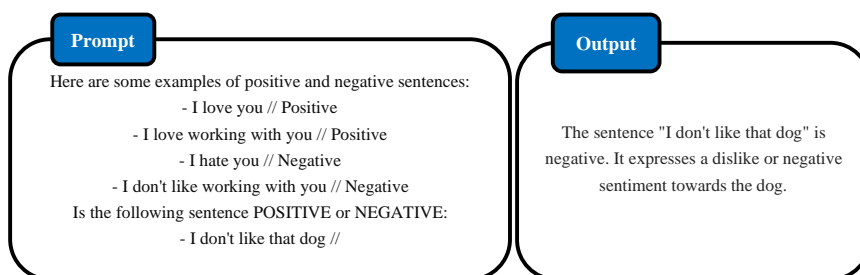 Prompt
Here are some examples of positive and negative sentences:
- I love you // Positive
- I love working with you // Positive
- I hate you // Negative
- I don't like working with you // Negative
Is the following sentence POSITIVE or NEGATIVE:
- I don't like that dog //
Output
The sentence "I don't like that dog" is
negative. It expresses a dislike or negative
sentiment towards the dog.